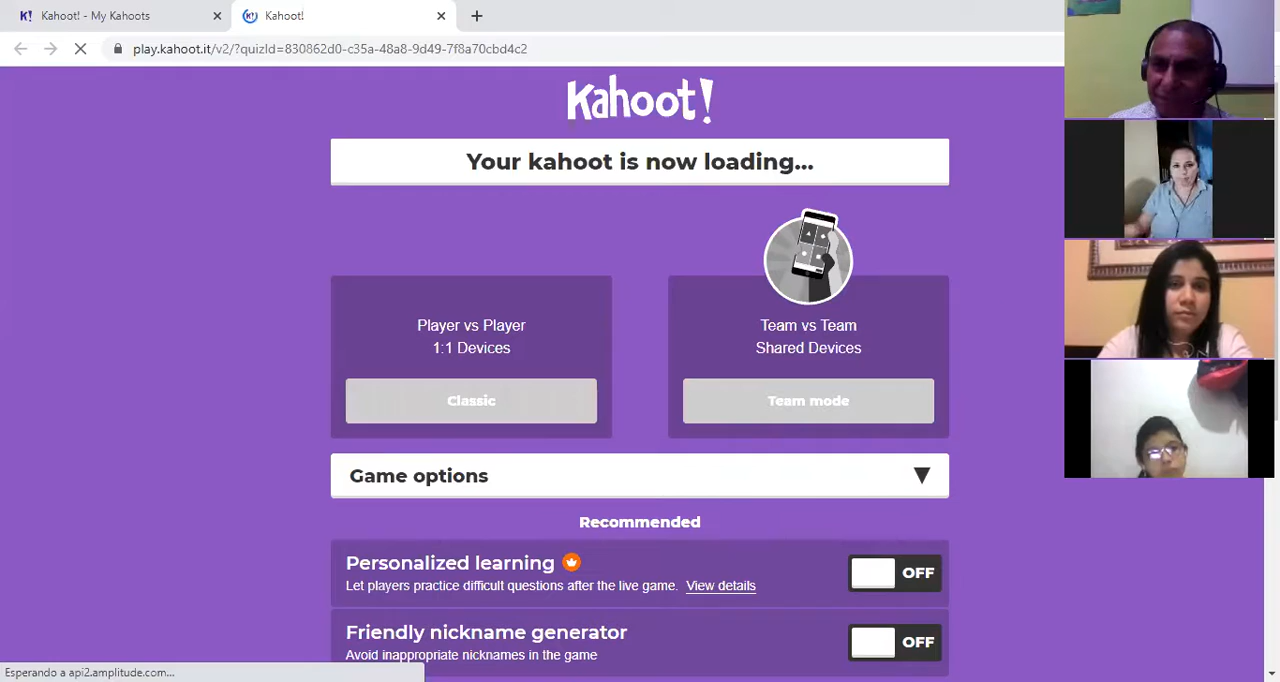 Kahoot! - My Kahoots
Kahoot!
play.kahoot.it/v2/?quizId=830862d0-c35a-48a8-9d49-7f8a70cbd4c2
Kahoot!
Your kahoot is now loading...
Player vs Player
1:1 Devices
Classic
Team vs Team
Shared Devices
Team mode
Game options
Recommended
Personalized learning
Let players practice difficult questions after the live game. View details
OFF
Friendly nickname generator
Avoid inappropriate nicknames in the game
OFF
Esperando a api2.amplitude.com...